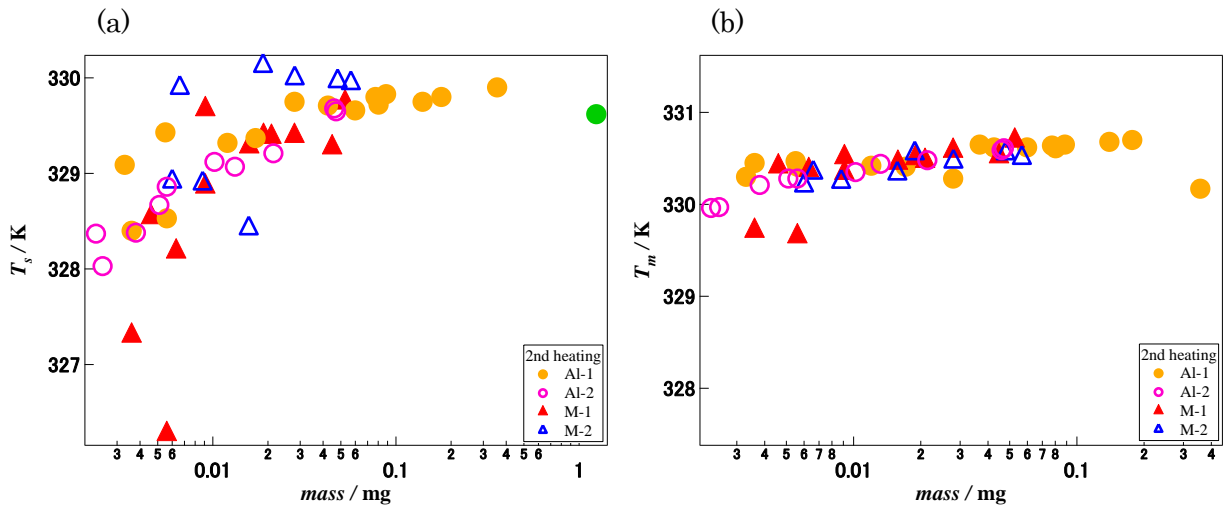 (a)
330
329
328
327
T_s / K
3 4 5 6 0.01 2 3 4 5 6 0.1 2 3 4 5 6 1
mass / mg
2nd heating
Al-1
Al-2
M-1
M-2
(b)
331
330
329
328
T_m / K
3 4 5 6 7 8 0.01 2 3 4 5 6 7 8 0.1 2 3 4
mass / mg
2nd heating
Al-1
Al-2
M-1
M-2